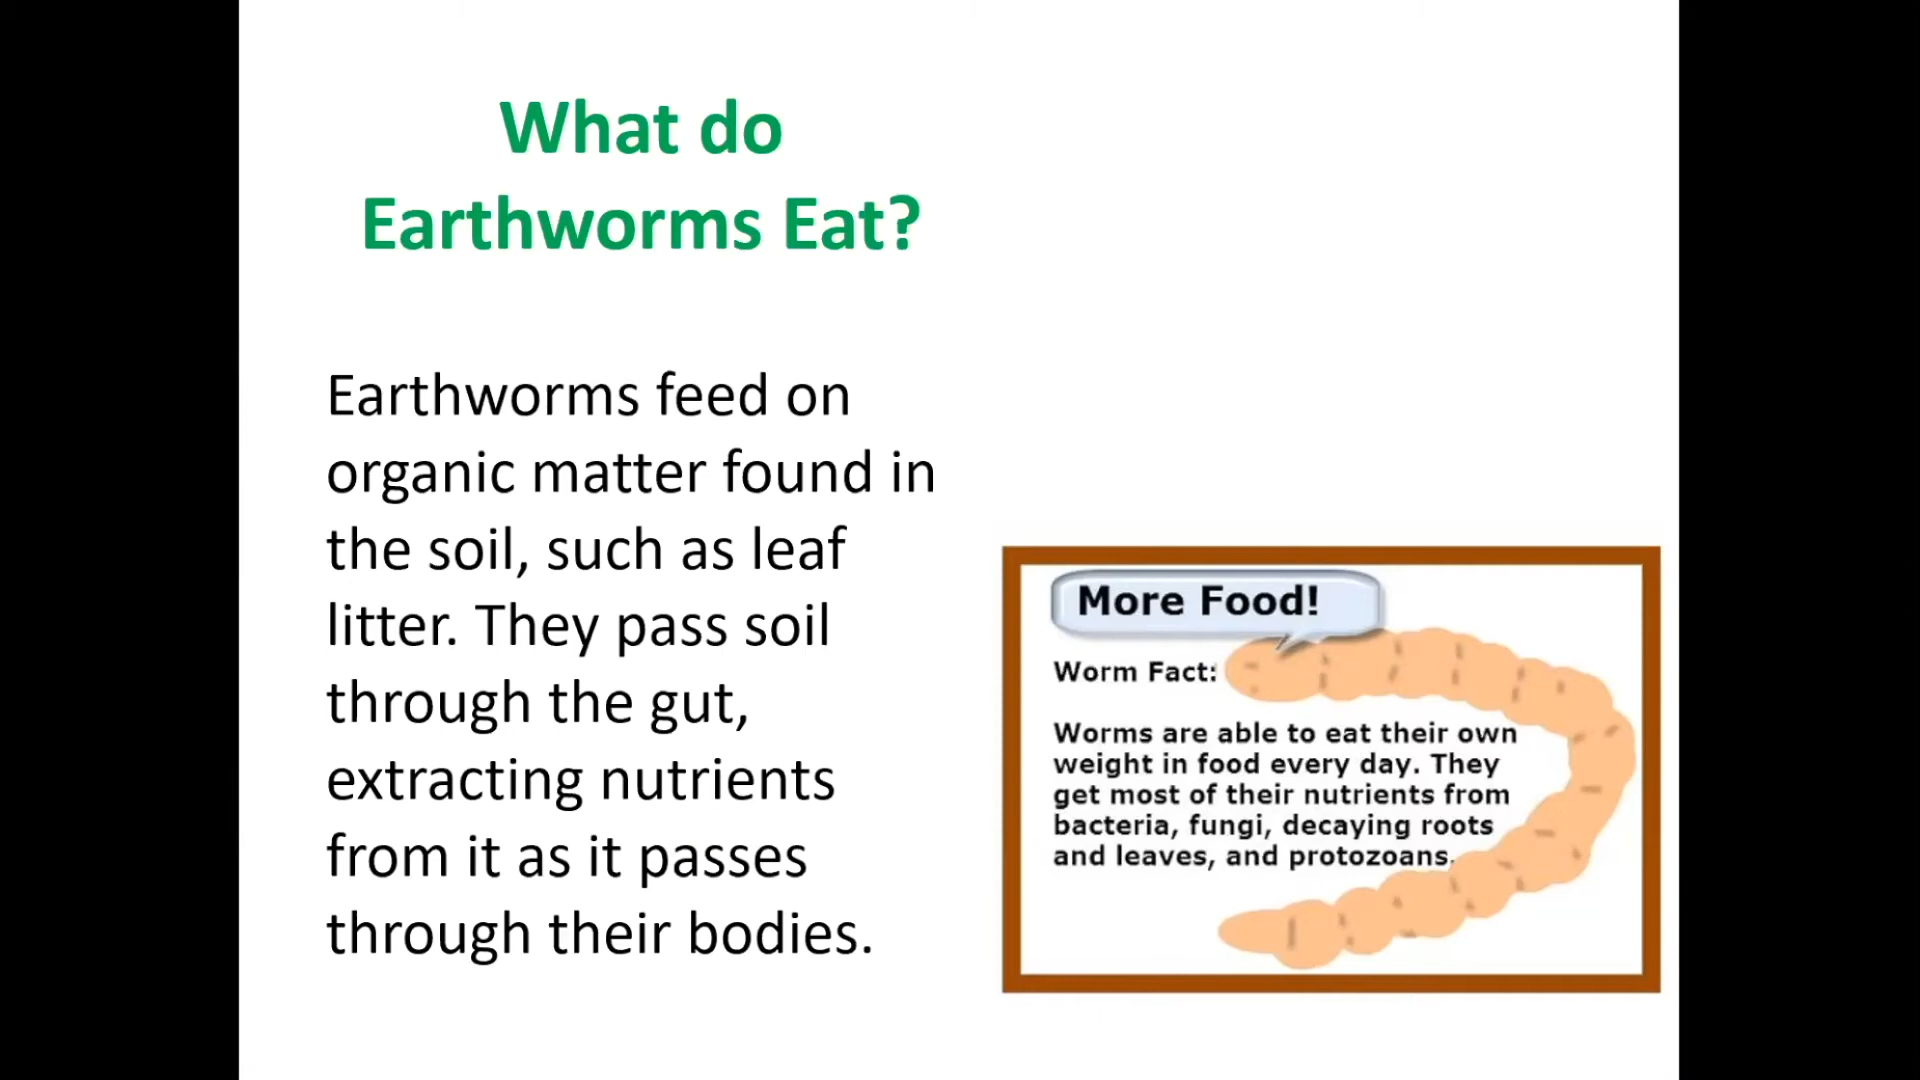 What do
Earthworms Eat?
Earthworms feed on
organic matter found in
the soil, such as leaf
litter. They pass soil
through the gut,
extracting nutrients
from it as it passes
through their bodies.
More Food!
Worm Fact:
Worms are able to eat their own
weight in food every day. They
get most of their nutrients from
bacteria, fungi, decaying roots
and leaves, and protozoans.